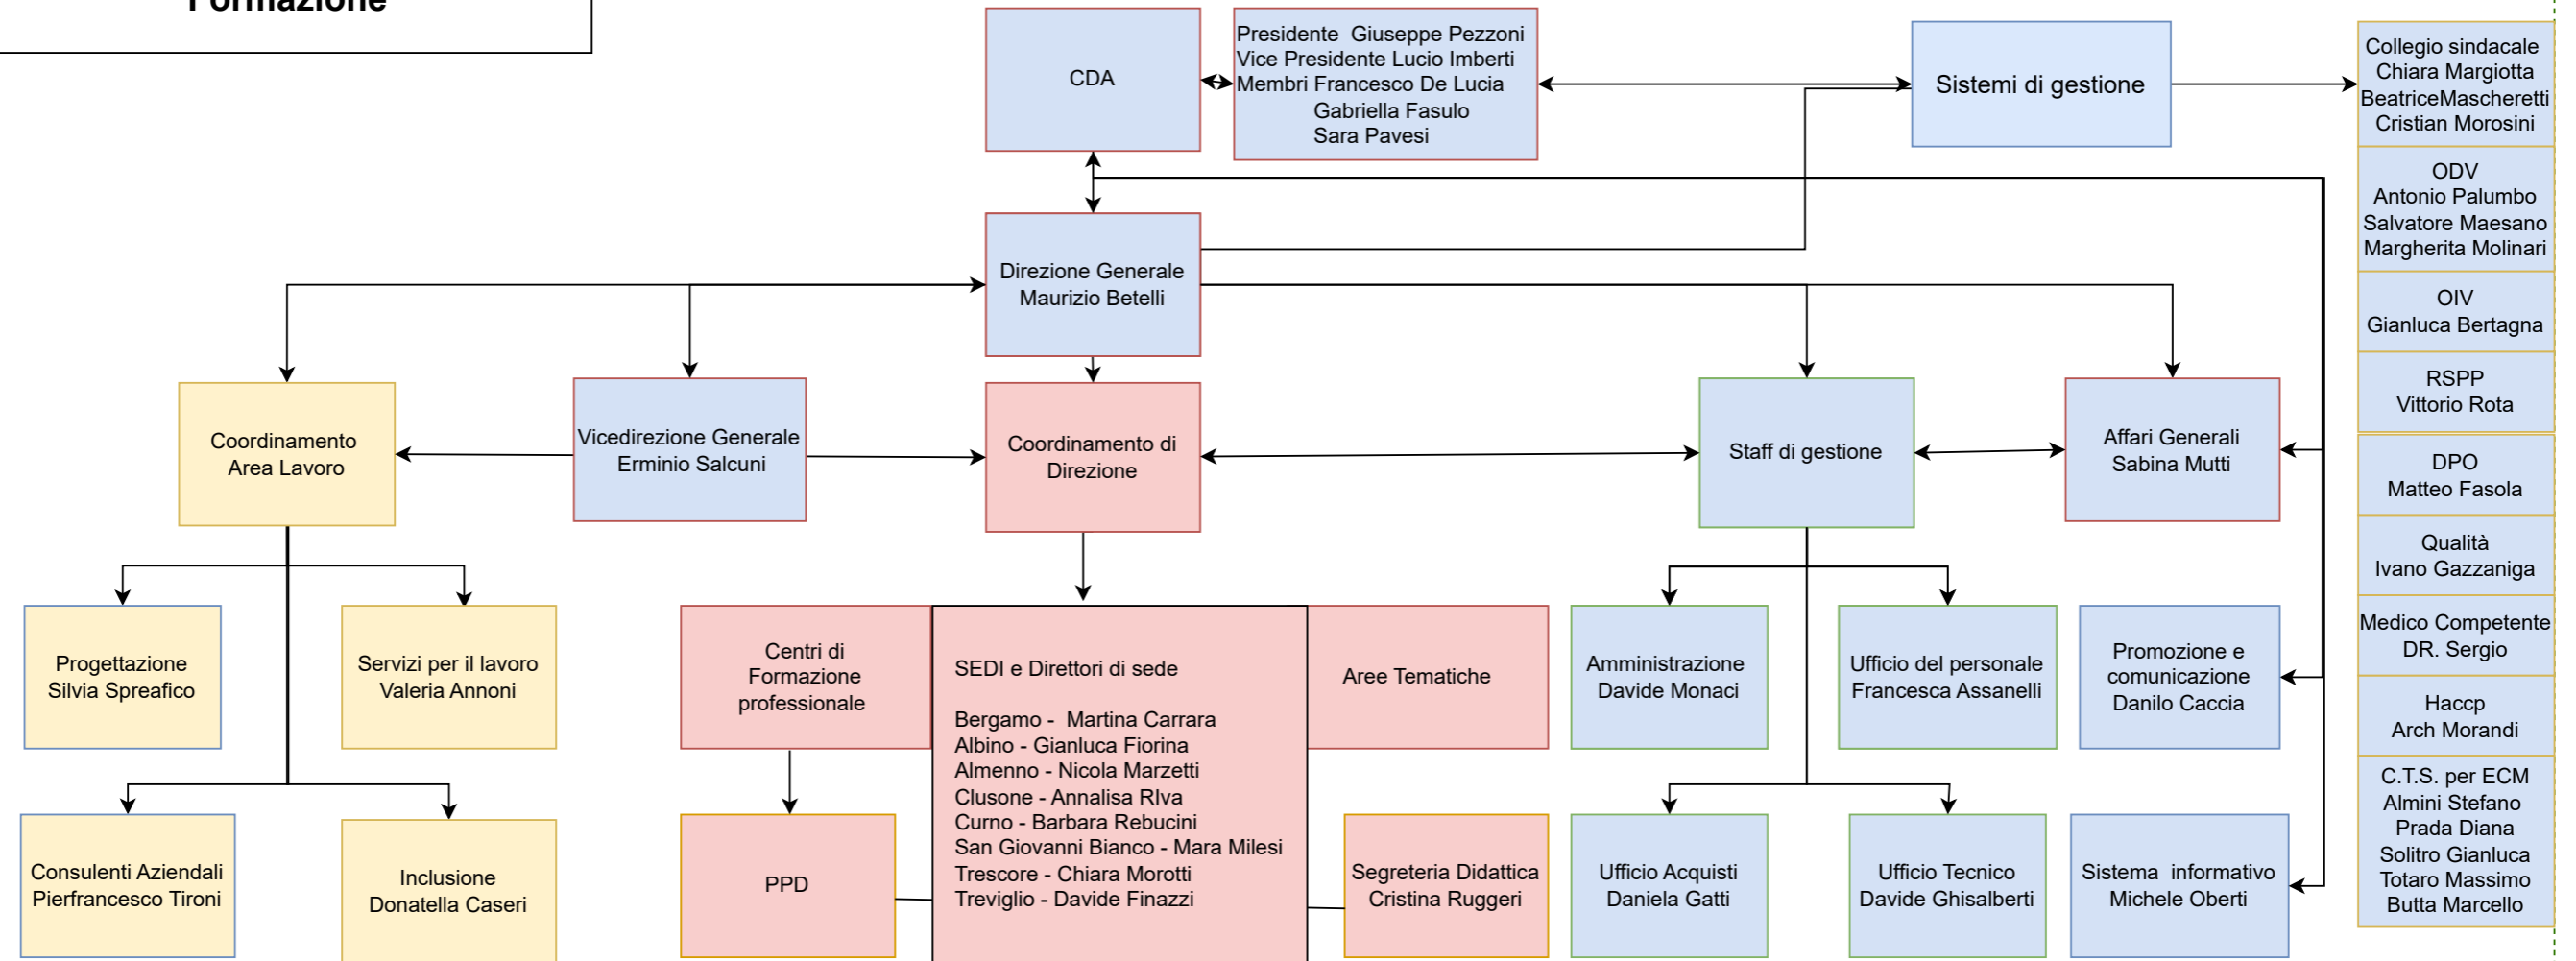 Formazione
CDA
Presidente  Giuseppe Pezzoni
Vice Presidente Lucio Imberti
Membri Francesco De Lucia
Gabriella Fasulo
Sara Pavesi
Sistemi di gestione
Collegio sindacale
Chiara Margiotta
BeatriceMascheretti
Cristian Morosini
ODV
Antonio Palumbo
Salvatore Maesano
Margherita Molinari
OIV
Gianluca Bertagna
RSPP
Vittorio Rota
DPO
Matteo Fasola
Qualità
Ivano Gazzaniga
Medico Competente
DR. Sergio
Haccp
Arch Morandi
C.T.S. per ECM
Almini Stefano
Prada Diana
Solitro Gianluca
Totaro Massimo
Butta Marcello
Direzione Generale
Maurizio Betelli
Coordinamento
Area Lavoro
Vicedirezione Generale
Erminio Salcuni
Coordinamento di
Direzione
Staff di gestione
Affari Generali
Sabina Mutti
Progettazione
Silvia Spreafico
Servizi per il lavoro
Valeria Annoni
Centri di
Formazione
professionale
SEDI e Direttori di sede
Bergamo -  Martina Carrara
Albino - Gianluca Fiorina
Almenno - Nicola Marzetti
Clusone - Annalisa RIva
Curno - Barbara Rebucini
San Giovanni Bianco - Mara Milesi
Trescore - Chiara Morotti
Treviglio - Davide Finazzi
Aree Tematiche
Amministrazione
Davide Monaci
Ufficio del personale
Francesca Assanelli
Promozione e
comunicazione
Danilo Caccia
Consulenti Aziendali
Pierfrancesco Tironi
Inclusione
Donatella Caseri
PPD
Segreteria Didattica
Cristina Ruggeri
Ufficio Acquisti
Daniela Gatti
Ufficio Tecnico
Davide Ghisalberti
Sistema  informativo
Michele Oberti